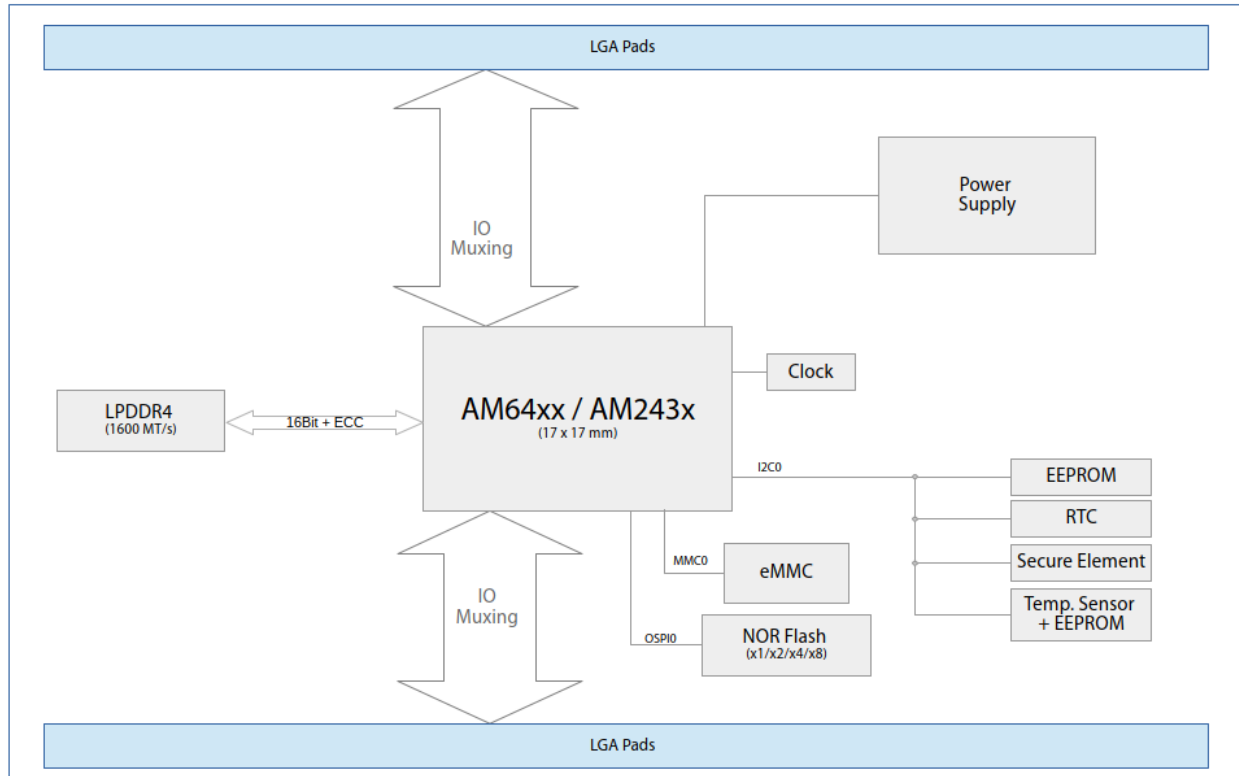 LGA Pads
Power
Supply
IO
Muxing
Clock
LPDDR4
(1600 MT/s)
16Bit + ECC
AM64xx / AM243x
(17 x 17 mm)
I2C0
EEPROM
RTC
Secure Element
Temp. Sensor
+ EEPROM
MMC0
eMMC
IO
Muxing
OSPI0
NOR Flash
(x1/x2/x4/x8)
LGA Pads